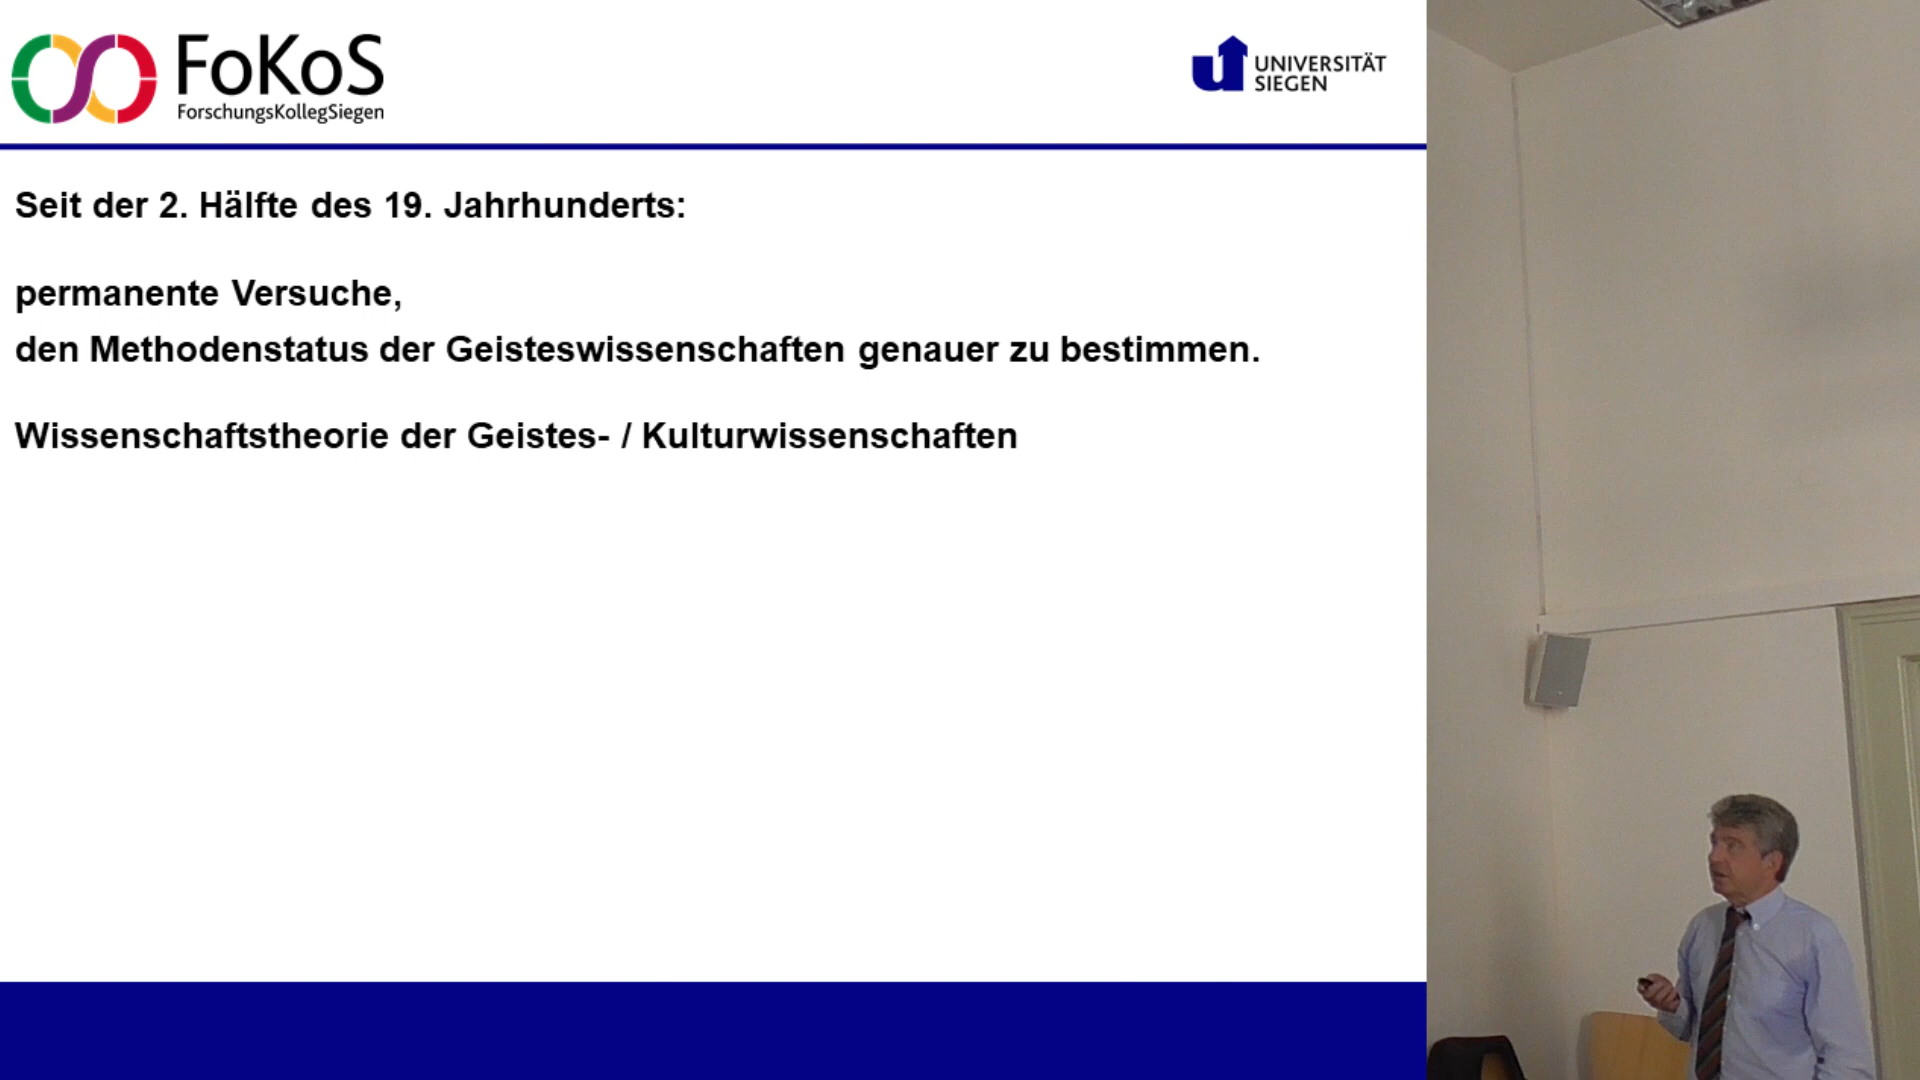 FoKoS
ForschungsKollegSiegen
UNIVERSITÄT
SIEGEN
Seit der 2. Hälfte des 19. Jahrhunderts:
permanente Versuche,
den Methodenstatus der Geisteswissenschaften genauer zu bestimmen.
Wissenschaftstheorie der Geistes- / Kulturwissenschaften